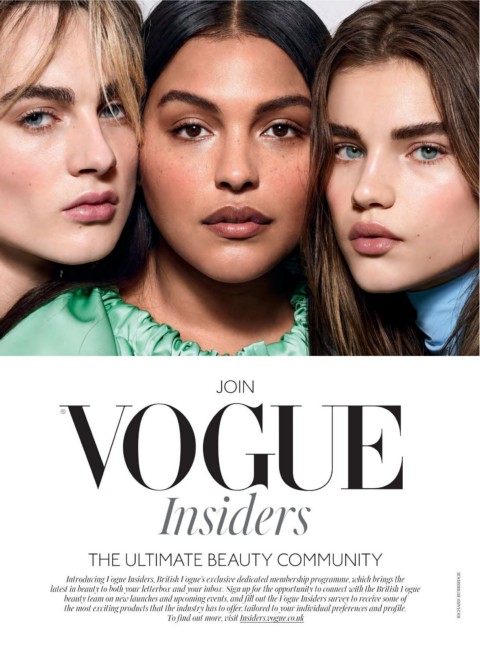 JOIN
VOGUE
Insiders
THE ULTIMATE BEAUTY COMMUNITY
Introducing Vogue Insiders, British Vogue's exclusive dedicated membership programme, which brings the
latest in beauty to both your letterbox and your inbox. Sign up for the opportunity to connect with the British Vogue
beauty team on new launches and upcoming events, and fill out the Vogue Insiders survey to receive some of
the most exciting products that the industry has to offer, tailored to your individual preferences and profile.
To find out more, visit Insiders.vogue.co.uk